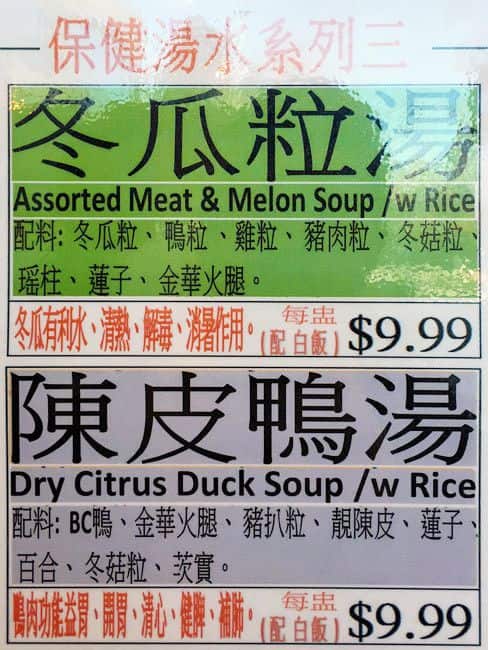 保健湯水系列三
冬瓜粒湯
Assorted Meat & Melon Soup /w Rice
配料: 冬瓜粒、鴨粒、雞粒、豬肉粒、冬菇粒、
瑶柱、蓮子、金華火腿。
冬瓜有利水、清熱、解毒、消暑作用。
每盅
(配白飯)
$9.99
陳皮鴨湯
Dry Citrus Duck Soup /w Rice
配料: BC鴨、金華火腿、豬扒粒、靚陳皮、蓮子、
百合、冬菇粒、茨實。
鴨肉功能益胃、開胃、清心、健脾、補肺。
每盅
(配白飯)
$9.99